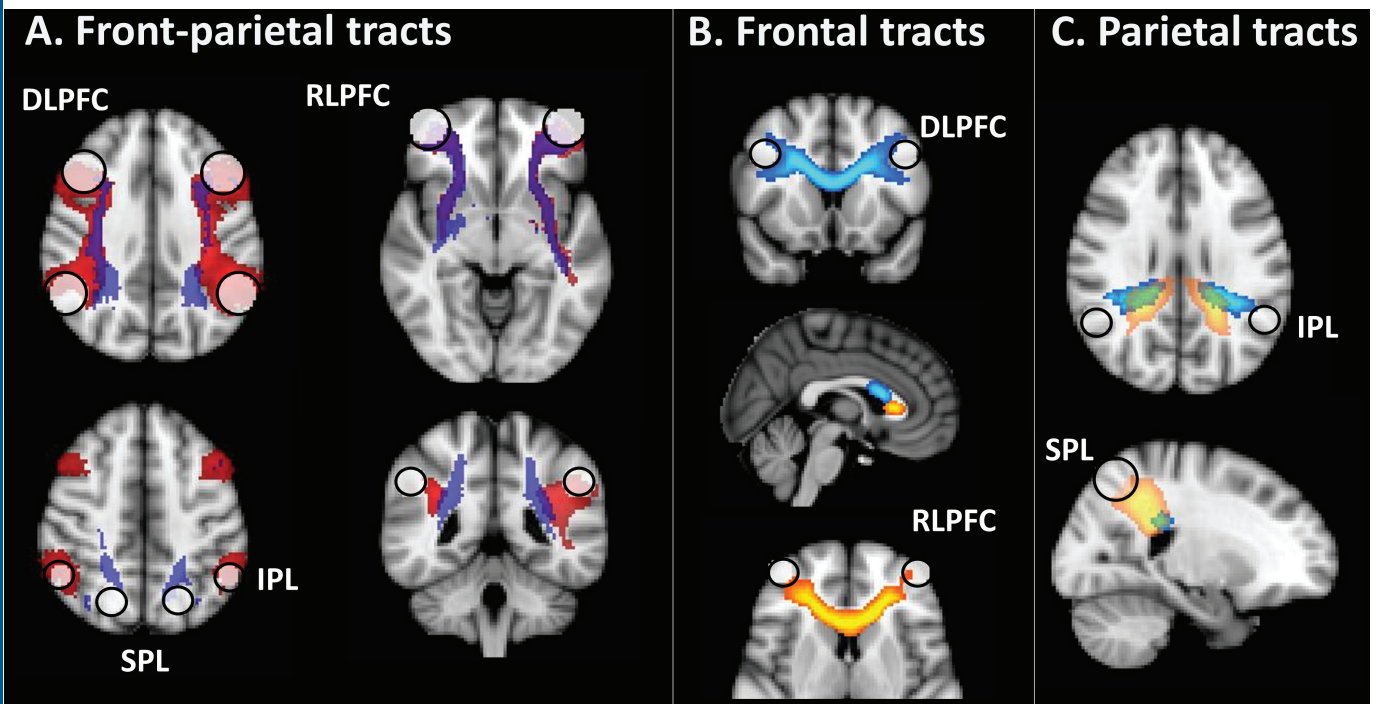 A. Front-parietal tracts
DLPFC
RLPFC
IPL
SPL
B. Frontal tracts
DLPFC
RLPFC
C. Parietal tracts
IPL
SPL